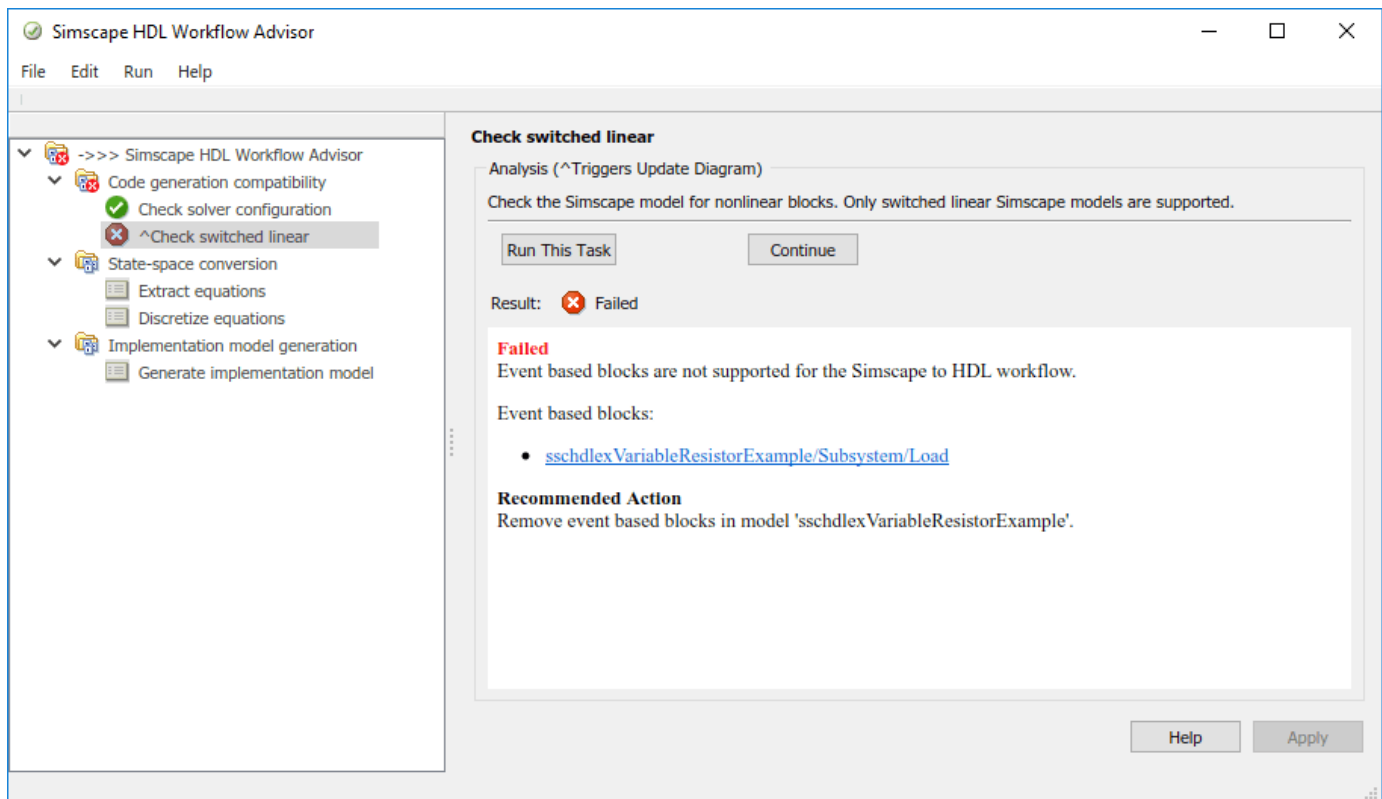 Simscape HDL Workflow Advisor
File Edit Run Help
->>> Simscape HDL Workflow Advisor
Code generation compatibility
Check solver configuration
^Check switched linear
State-space conversion
Extract equations
Discretize equations
Implementation model generation
Generate implementation model
Check switched linear
Analysis (^Triggers Update Diagram)
Check the Simscape model for nonlinear blocks. Only switched linear Simscape models are supported.
Run This Task Continue
Result: Failed
Failed
Event based blocks are not supported for the Simscape to HDL workflow.
Event based blocks:
• sschdlexVariableResistorExample/Subsystem/Load
Recommended Action
Remove event based blocks in model 'sschdlexVariableResistorExample'.
Help Apply